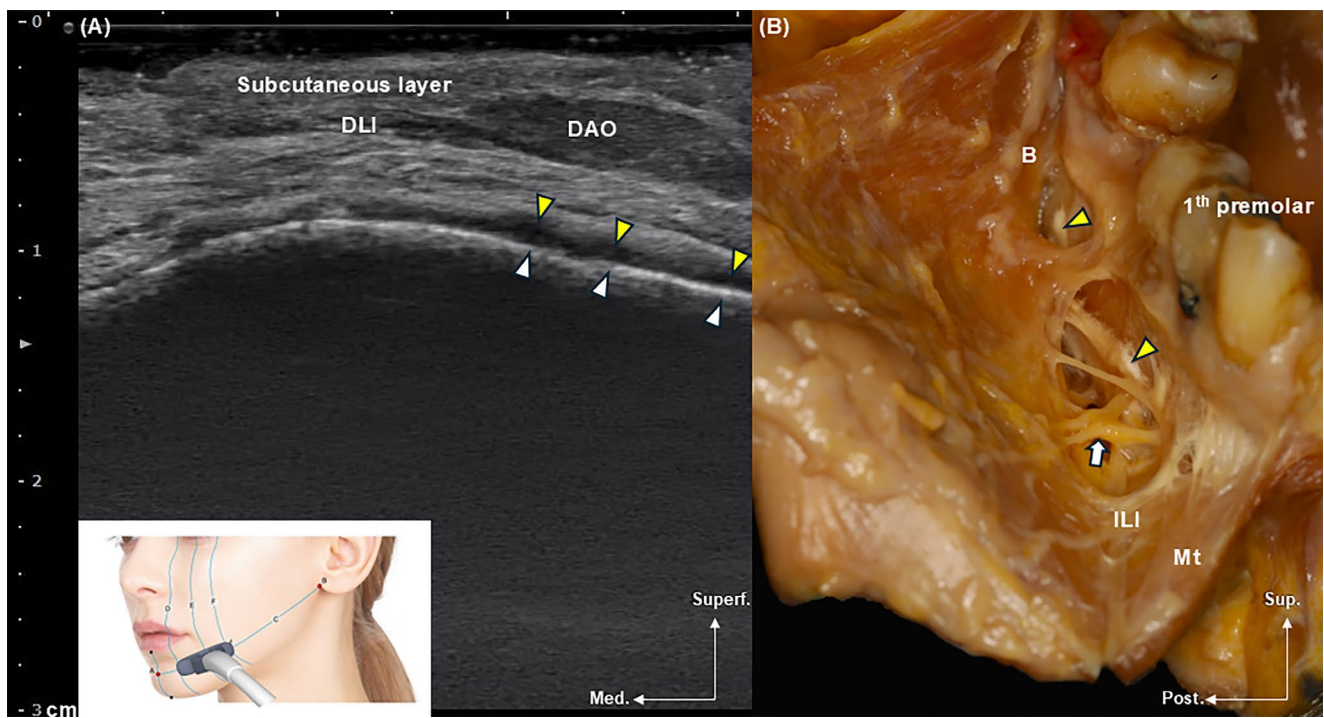 (A)
0
1
2
3 cm
Subcutaneous layer
DLI
DAO
Superf.
Med.
A
B
C
D
E
F
(B)
B
1th premolar
ILI
Mt
Sup.
Post.